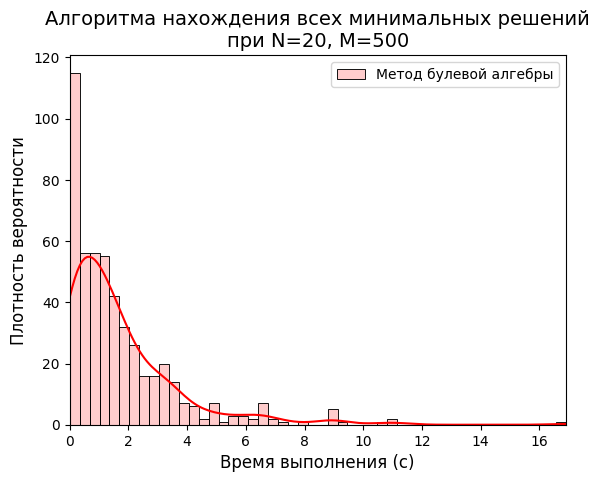 Алгоритма нахождения всех минимальных решений
при N=20, M=500
Метод булевой алгебры
Плотность вероятности
120
100
80
60
40
20
0
0 2 4 6 8 10 12 14 16
Время выполнения (с)